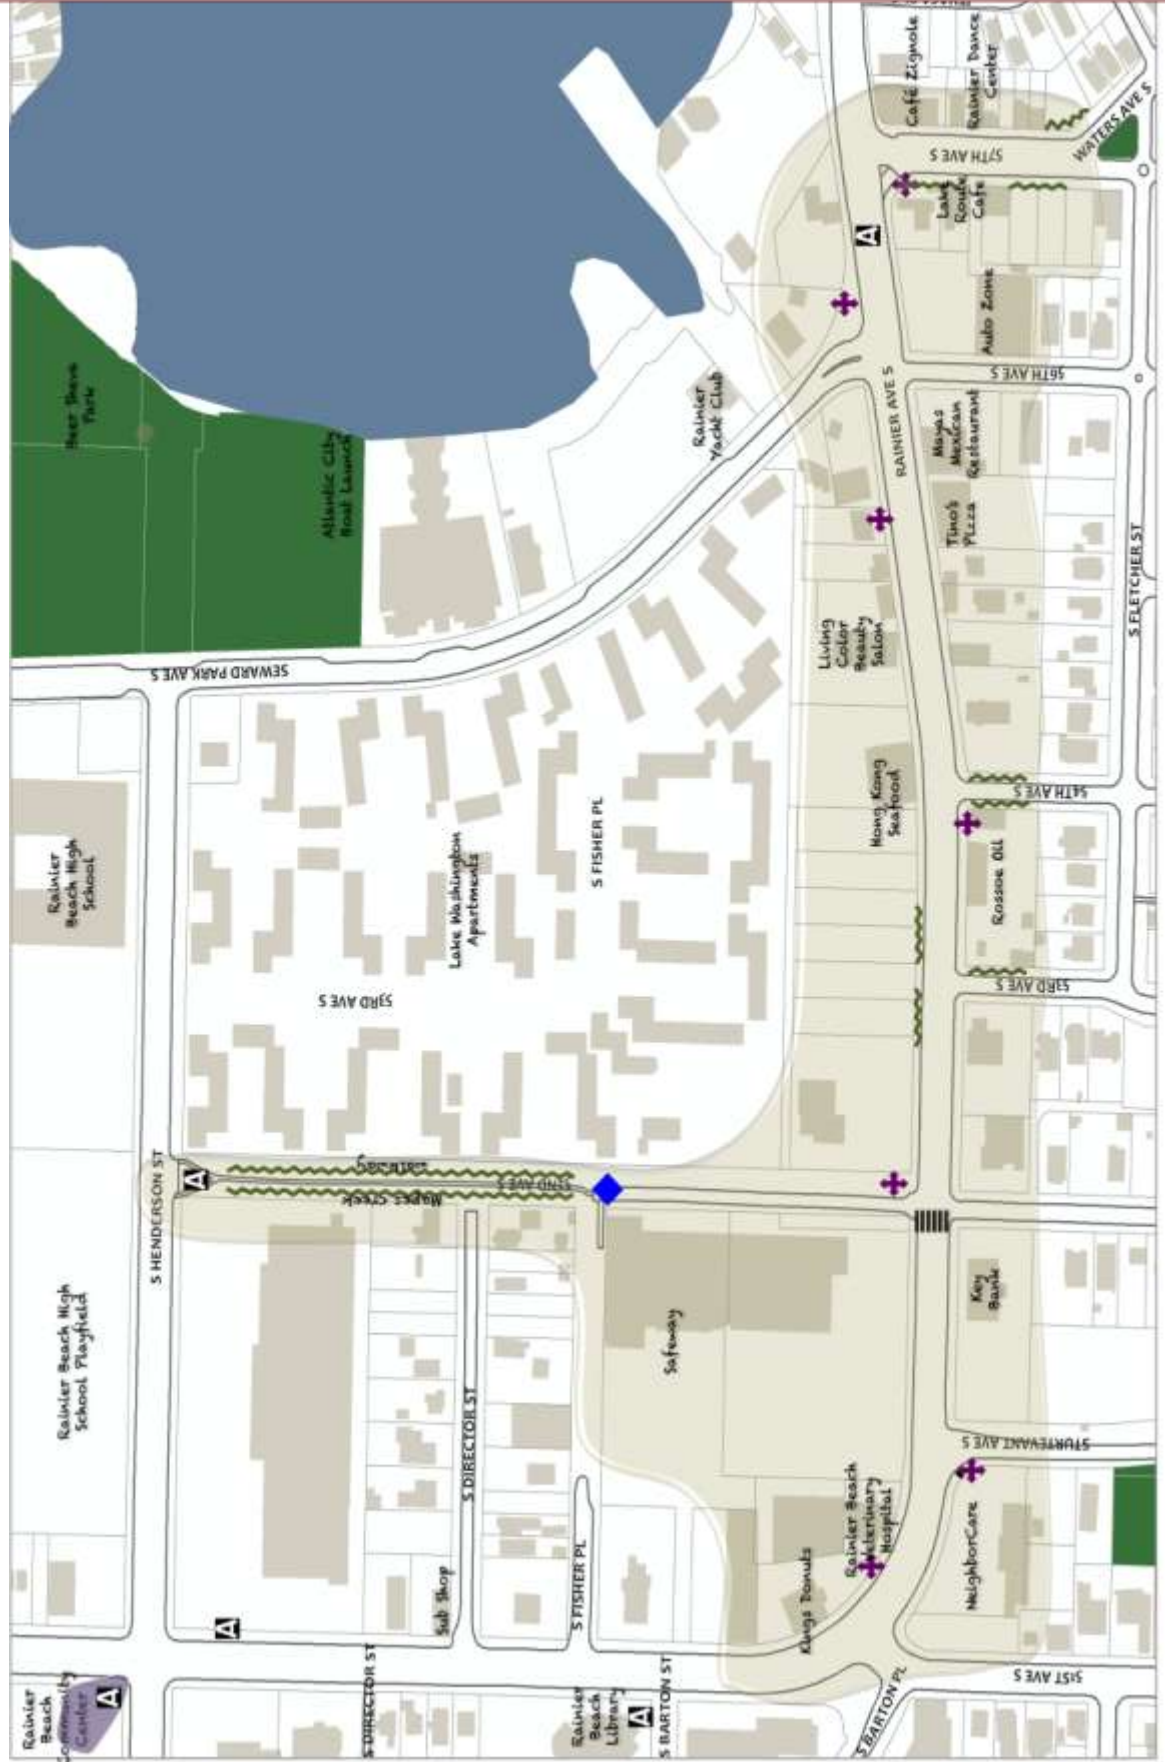 Café Zignole
Rainier Dance
Center
57TH AVE S
WATERS AVE S
Lake
Route
Cafe
A
Auto Zone
56TH AVE S
RAINIER AVE S
Beer Sheva
Park
Atlantic City
Boat Launch
Rainier
Yacht Club
Mayas
Mexican
Restaurant
Tino's
Pizza
S FLETCHER ST
Living
Color
Beauty
Salon
SEWARD PARK AVE S
Hong Kong
Seafood
54TH AVE S
Rossoe Oil
53RD AVE S
Rainier
Beach High
School
Lake Washington
Apartments
S FISHER PL
53RD AVE S
S HENDERSON ST
A
Mapes Creek
Walkway
52ND AVE S
Rainier Beach High
School Playfield
Safeway
Key
Bank
S DIRECTOR ST
STURTEVANT AVE S
Sub Shop
S FISHER PL
Rainier Beach
Veterinary
Hospital
Kings Donuts
NeighborCare
A
Rainier
Beach
Community
Center
A
S DIRECTOR ST
Rainier
Beach
Library
A
S BARTON ST
S BARTON PL
51ST AVE S